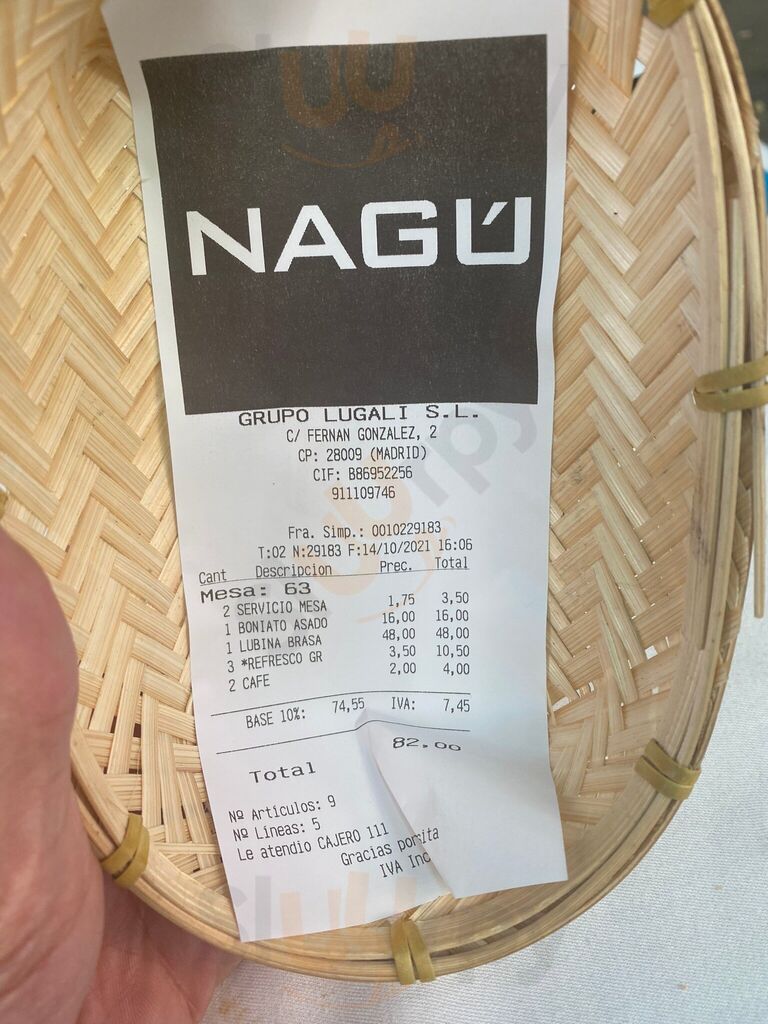 NAGÚ
GRUPO LUGALI S.L.
C/ FERNAN GONZALEZ, 2
CP: 28009 (MADRID)
CIF: B86952256
911109746
Fra. Simp.: 0010229183
T:02 N:29183 F:14/10/2021 16:06
Cant Descripcion Prec. Total
Mesa: 63
2 SERVICIO MESA 1,75 3,50
1 BONIATO ASADO 16,00 16,00
1 LUBINA BRASA 48,00 48,00
3 *REFRESCO GR 3,50 10,50
2 CAFE 2,00 4,00
BASE 10%: 74,55 IVA: 7,45
Total 82,00
Nº Articulos: 9
Nº Lineas: 5
Le atendio CAJERO 111
Gracias por
IVA Inc